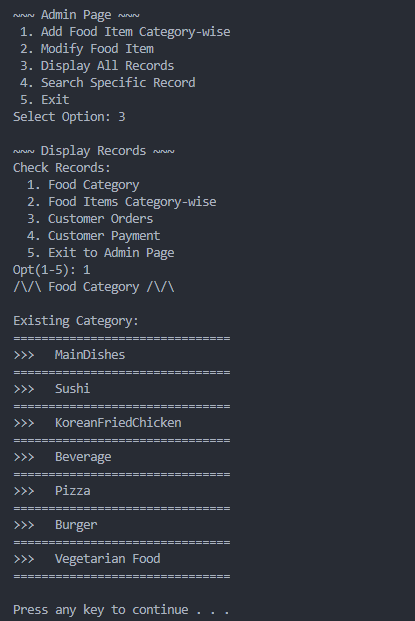 ~~~ Admin Page ~~~
1. Add Food Item Category-wise
2. Modify Food Item
3. Display All Records
4. Search Specific Record
5. Exit
Select Option: 3
~~~ Display Records ~~~
Check Records:
1. Food Category
2. Food Items Category-wise
3. Customer Orders
4. Customer Payment
5. Exit to Admin Page
Opt(1-5): 1
/\/\ Food Category /\/\
Existing Category:
===============================
>>>   MainDishes
===============================
>>>   Sushi
===============================
>>>   KoreanFriedChicken
===============================
>>>   Beverage
===============================
>>>   Pizza
===============================
>>>   Burger
===============================
>>>   Vegetarian Food
===============================
Press any key to continue . . .